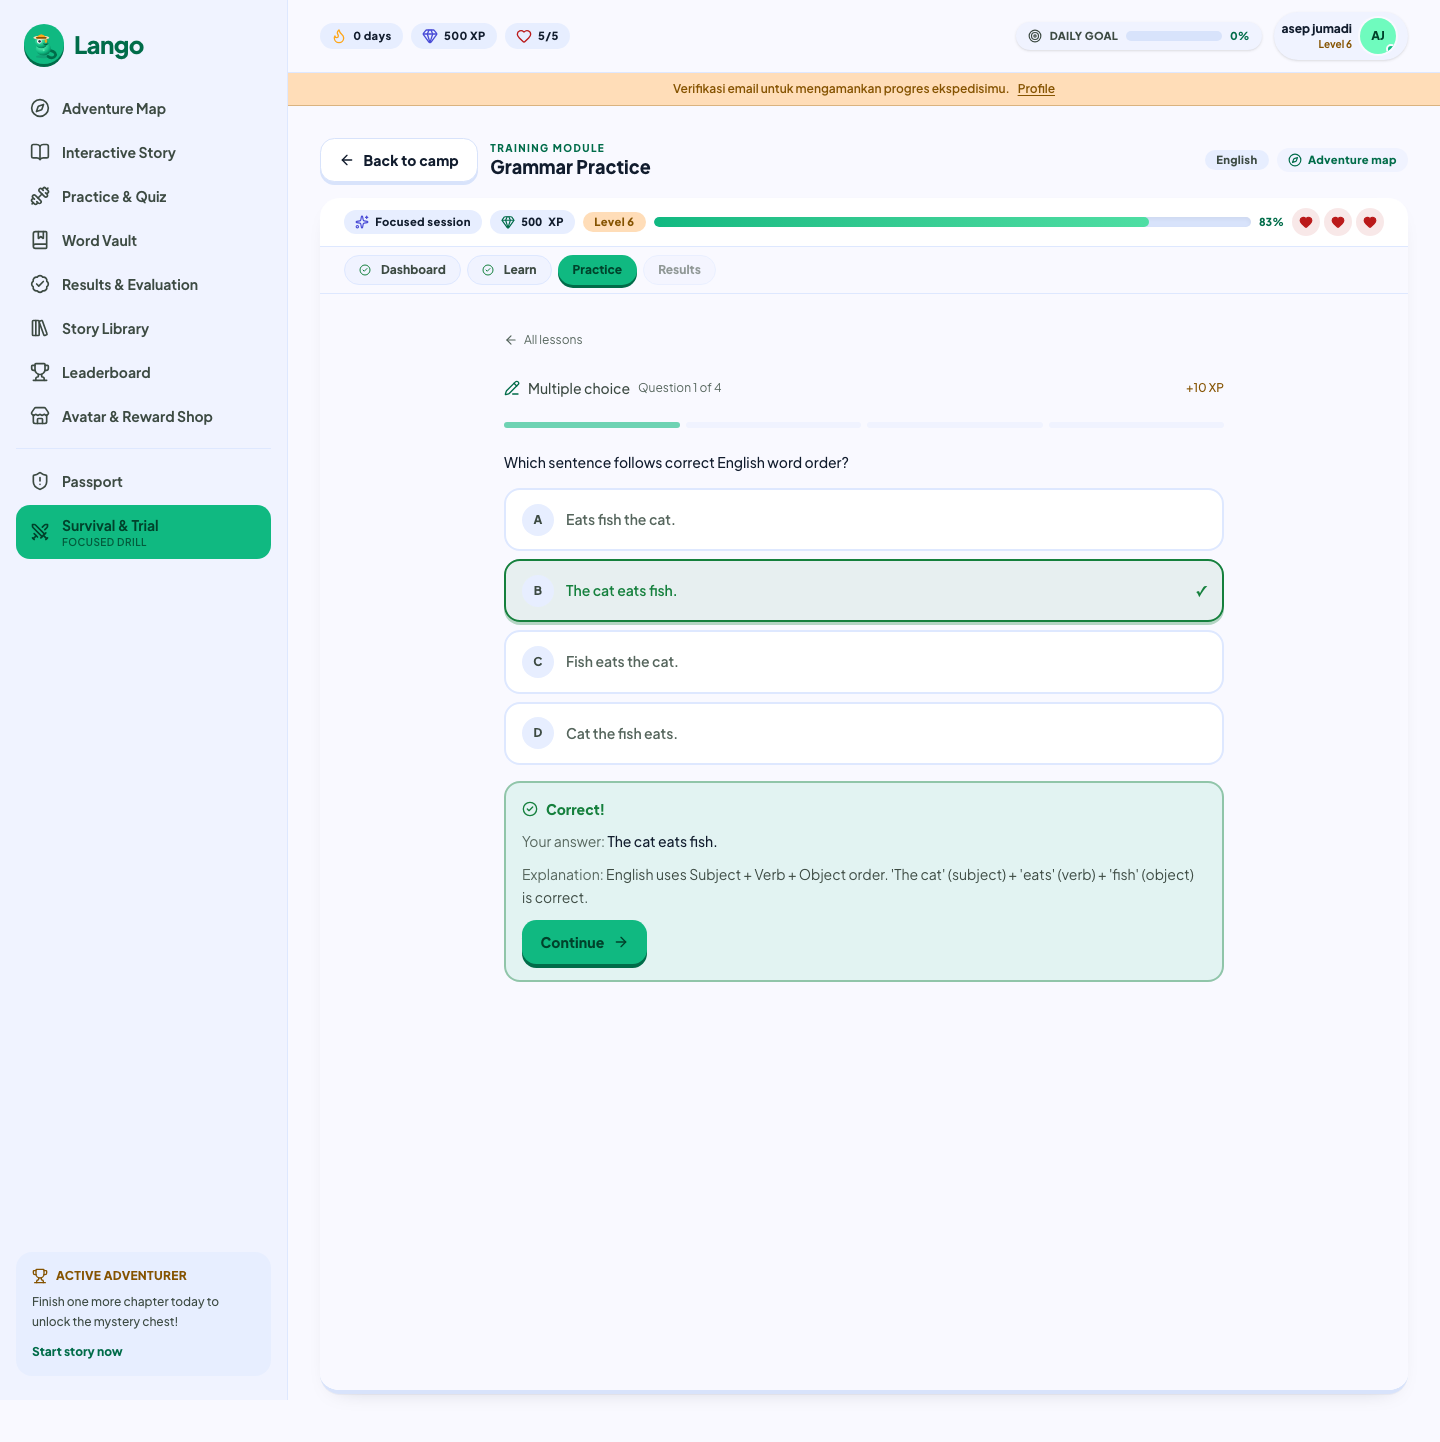 Lango
Adventure Map
Interactive Story
Practice & Quiz
Word Vault
Results & Evaluation
Story Library
Leaderboard
Avatar & Reward Shop
Passport
Survival & Trial
FOCUSED DRILL
ACTIVE ADVENTURER
Finish one more chapter today to
unlock the mystery chest!
Start story now
0 days
500 XP
5/5
DAILY GOAL
0%
asep jumadi
Level 6
AJ
Verifikasi email untuk mengamankan progres ekspedisimu. Profile
Back to camp
TRAINING MODULE
Grammar Practice
English
Adventure map
Focused session
500 XP
Level 6
83%
Dashboard
Learn
Practice
Results
All lessons
Multiple choice Question 1 of 4
+10 XP
Which sentence follows correct English word order?
A Eats fish the cat.
B The cat eats fish. ✓
C Fish eats the cat.
D Cat the fish eats.
Correct!
Your answer: The cat eats fish.
Explanation: English uses Subject + Verb + Object order. 'The cat' (subject) + 'eats' (verb) + 'fish' (object)
is correct.
Continue